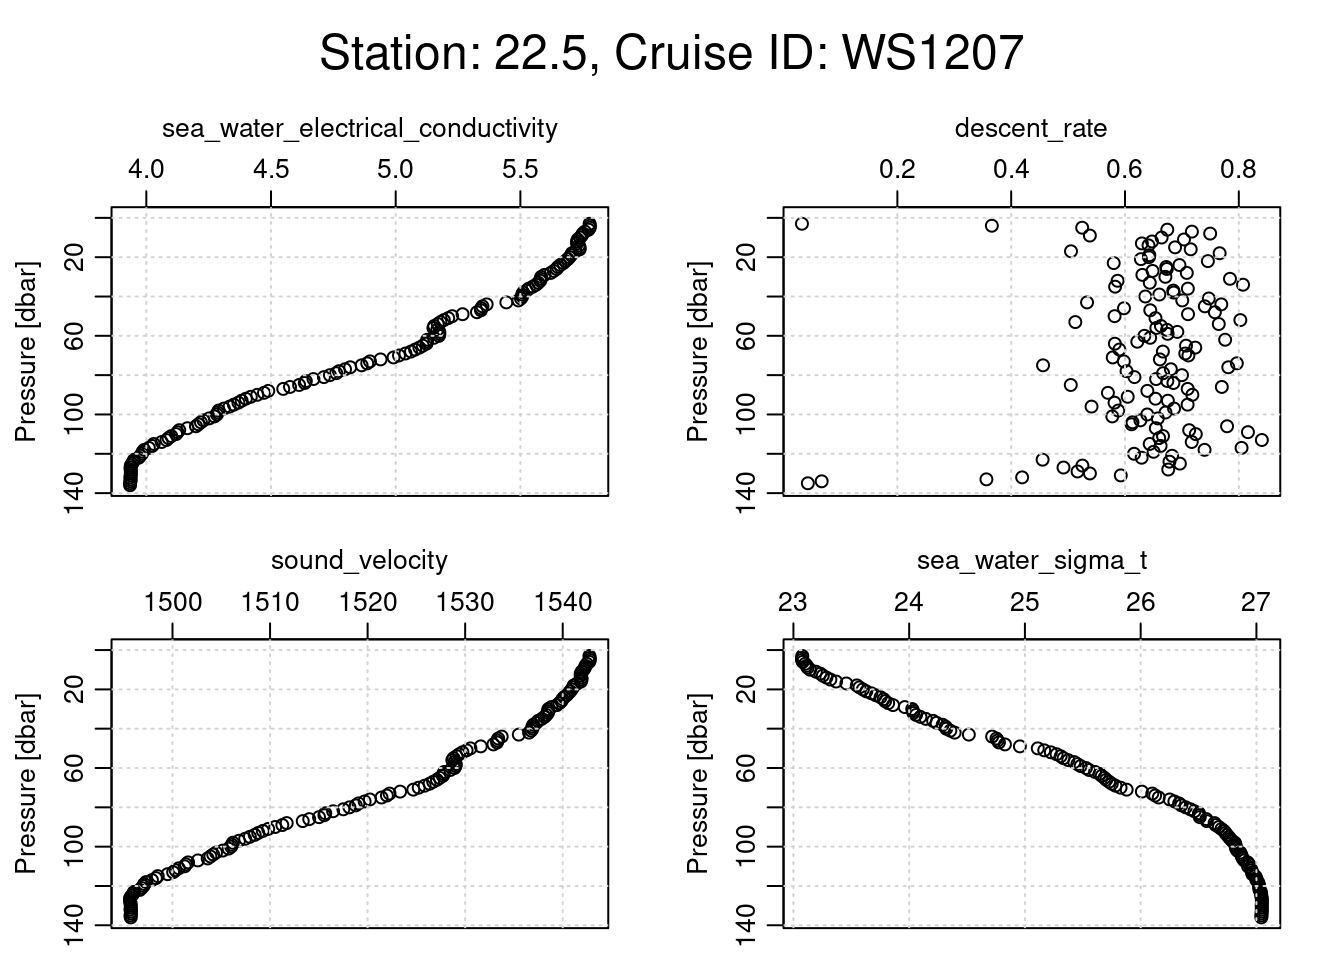 Station: 22.5, Cruise ID: WS1207
sea_water_electrical_conductivity
4.0 4.5 5.0 5.5
Pressure [dbar]
20
60
100
140
descent_rate
0.2 0.4 0.6 0.8
Pressure [dbar]
20
60
100
140
sound_velocity
1500 1510 1520 1530 1540
Pressure [dbar]
20
60
100
140
sea_water_sigma_t
23 24 25 26 27
Pressure [dbar]
20
60
100
140